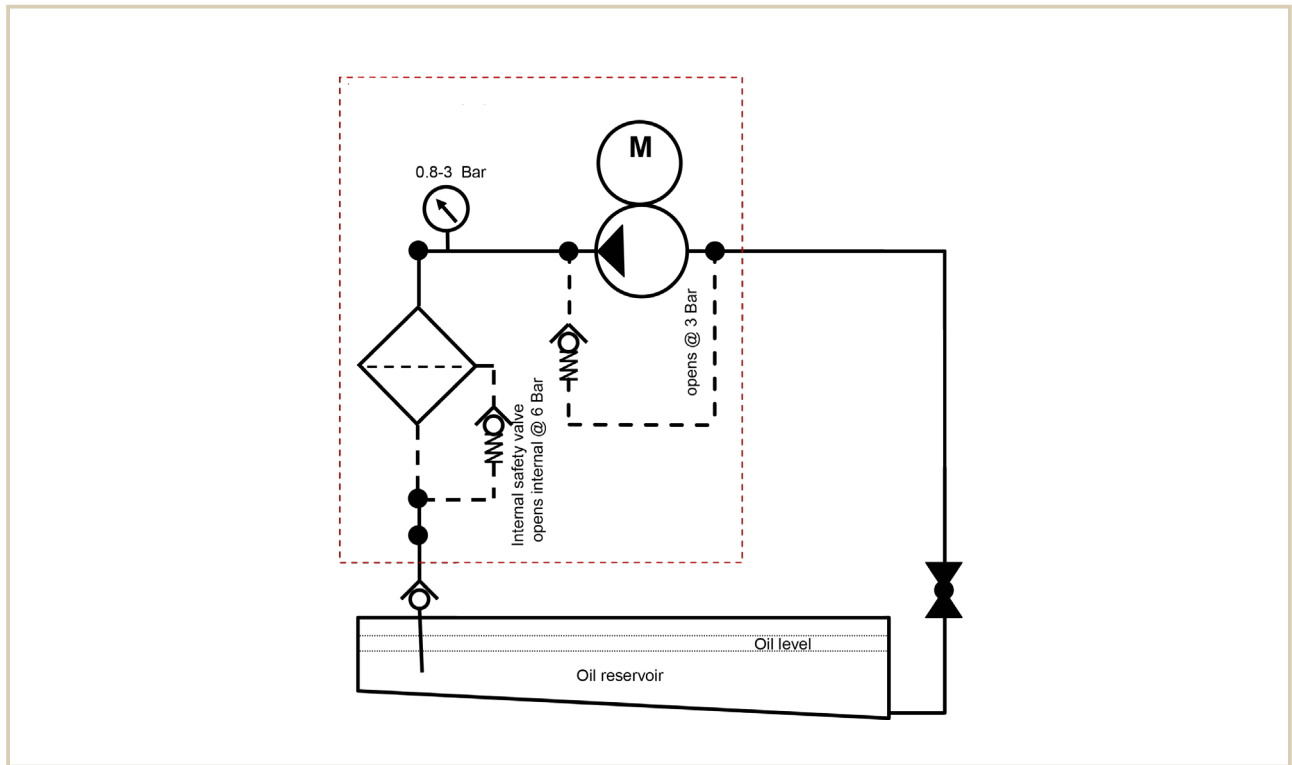 M
0.8-3 Bar
opens @ 3 Bar
Internal safety valve
opens internal @ 6 Bar
Oil level
Oil reservoir